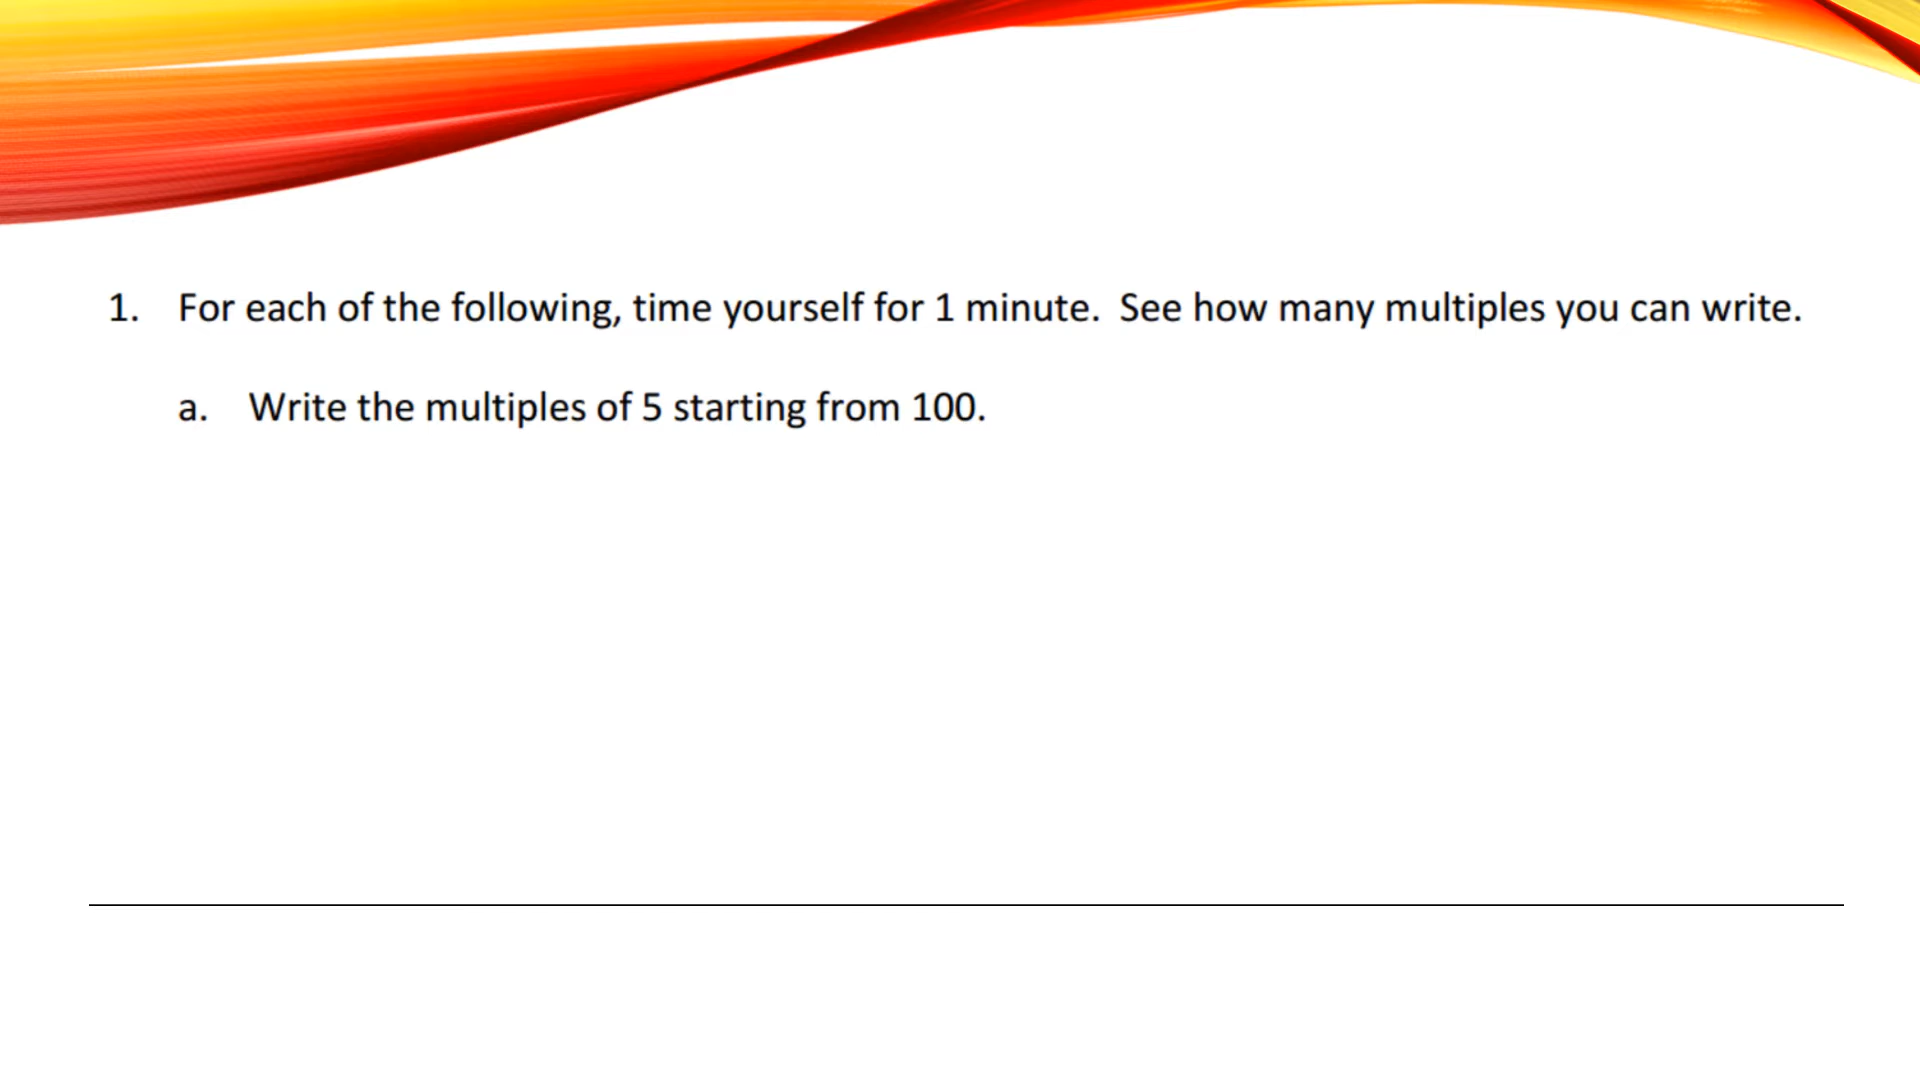 1. For each of the following, time yourself for 1 minute.  See how many multiples you can write.
a. Write the multiples of 5 starting from 100.